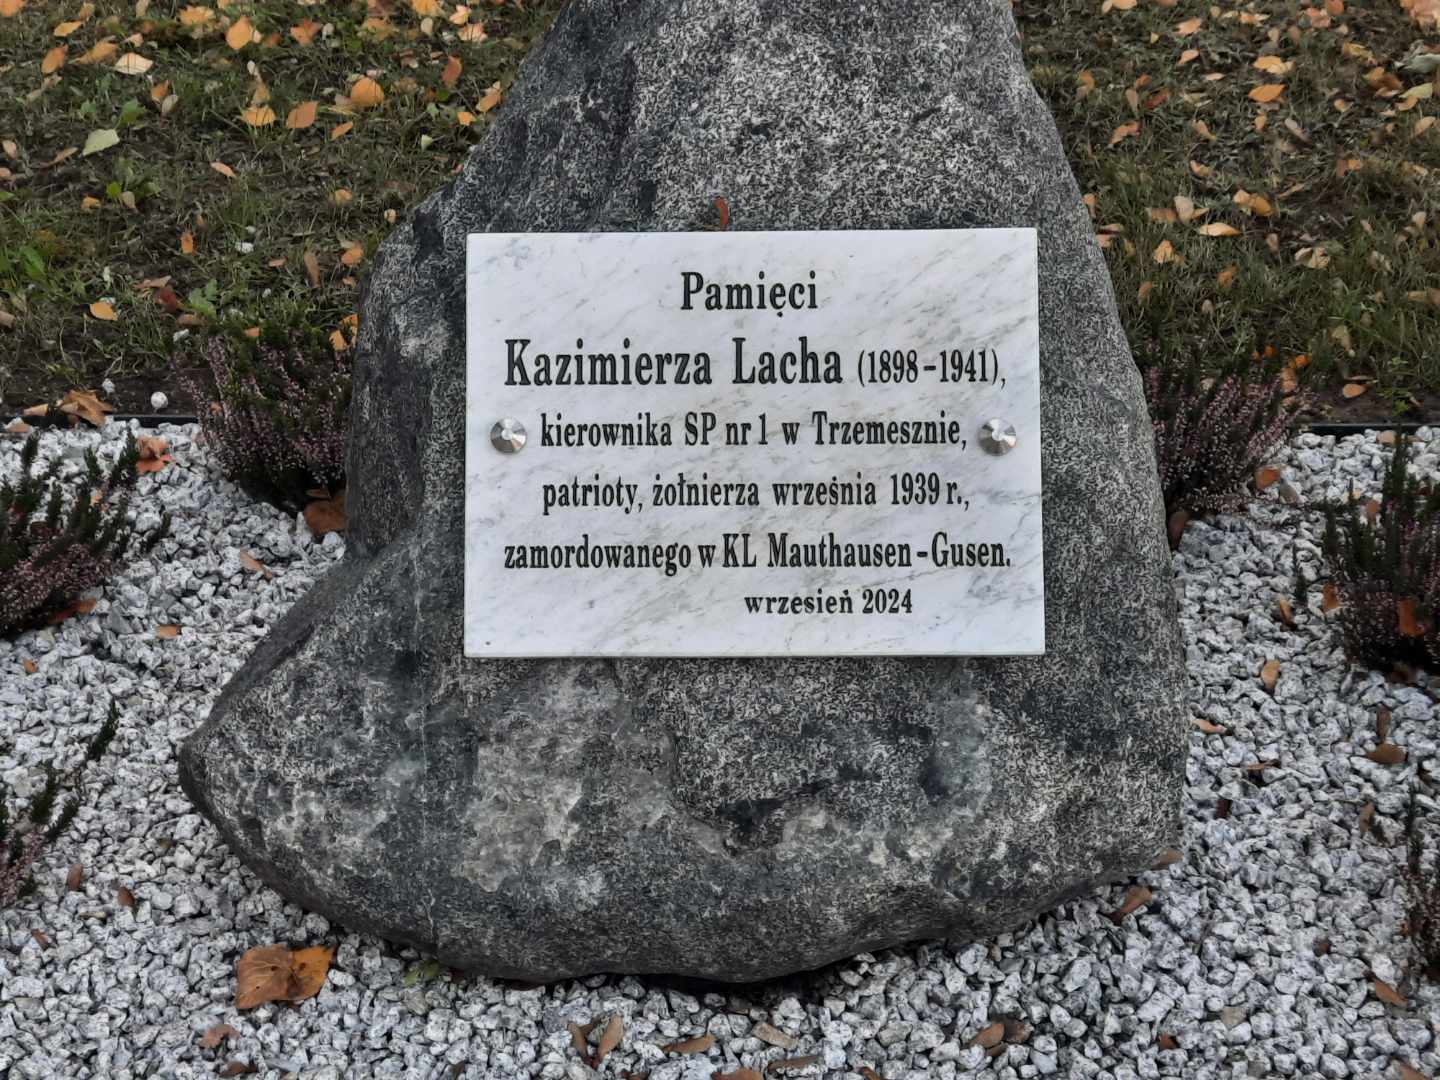 Pamięci
Kazimierza Lacha (1898-1941),
kierownika SP nr 1 w Trzemesznie,
patrioty, żołnierza września 1939 r.,
zamordowanego w KL Mauthausen-Gusen.
wrzesień 2024